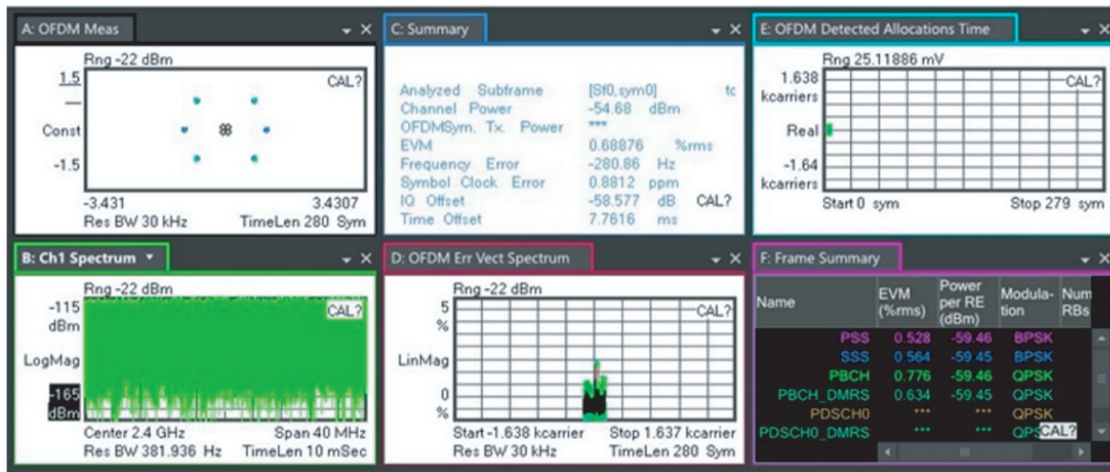 A: OFDM Meas
Rng -22 dBm
1.5
CAL?
Const
-1.5
-3.431 3.4307
Res BW 30 kHz TimeLen 280 Sym
C: Summary
Analyzed Subframe [Sf0,sym0] tc
Channel Power -54.68 dBm
OFDMSym. Tx. Power ***
EVM 0.68876 %rms
Frequency Error -280.86 Hz
Symbol Clock Error 0.8812 ppm
IQ Offset -58.577 dB CAL?
Time Offset 7.7616 ms
E: OFDM Detected Allocations Time
Rng 25.11886 mV
1.638 CAL?
kcarriers
Real
-1.64
kcarriers
Start 0 sym Stop 279 sym
B: Ch1 Spectrum
Rng -22 dBm
-115 CAL?
dBm
LogMag
-165
dBm
Center 2.4 GHz Span 40 MHz
Res BW 381.936 Hz TimeLen 10 mSec
D: OFDM Err Vect Spectrum
Rng -22 dBm
5 CAL?
%
LinMag
0
%
Start -1.638 kcarrier Stop 1.637 kcarrier
Res BW 30 kHz TimeLen 280 Sym
F: Frame Summary
Name EVM (%rms) Power per RE (dBm) Modula-tion Num RBs
PSS 0.528 -59.46 BPSK
SSS 0.564 -59.45 BPSK
PBCH 0.776 -59.46 QPSK
PBCH_DMRS 0.634 -59.45 QPSK
PDSCH0 *** *** QPSK
PDSCH0_DMRS *** *** QPS CAL?